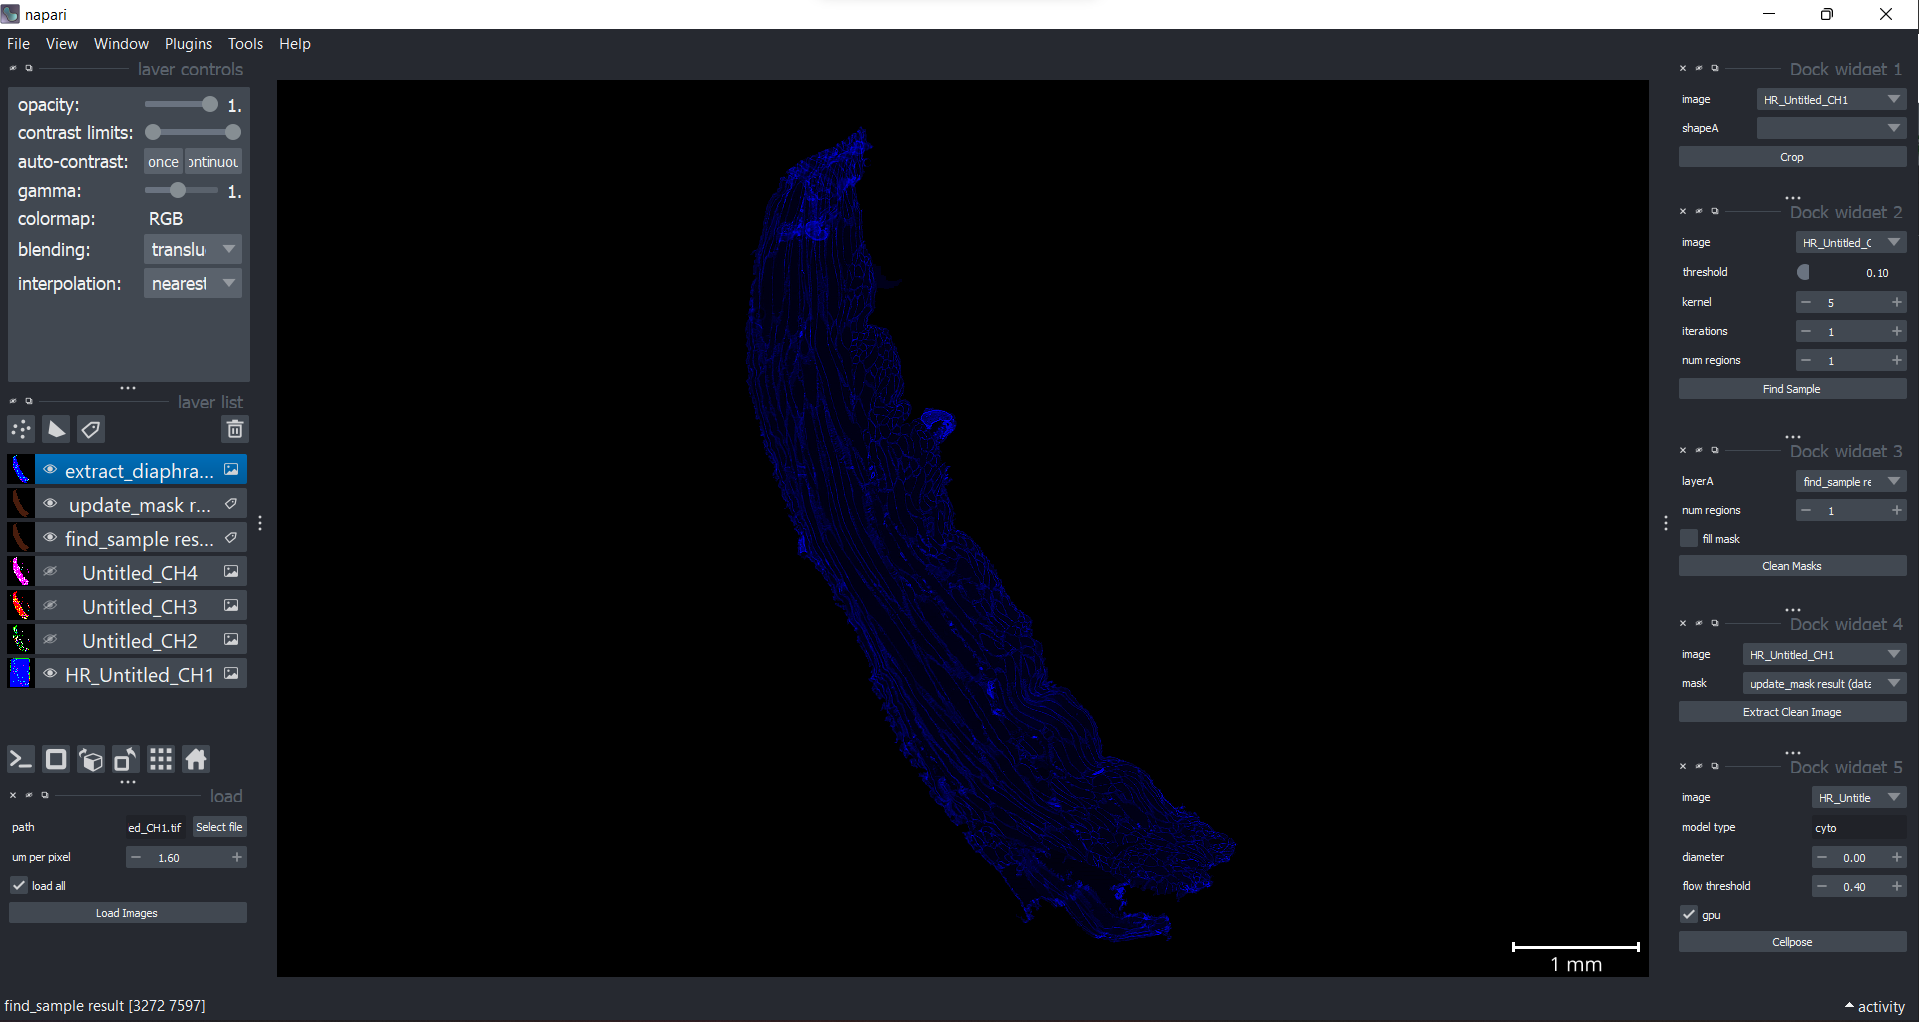 napari
File View Window Plugins Tools Help
layer controls
opacity: 1.
contrast limits:
auto-contrast: once ontinuou
gamma: 1.
colormap: RGB
blending: translu
interpolation: nearest
layer list
extract_diaphra...
update_mask r...
find_sample res...
Untitled_CH4
Untitled_CH3
Untitled_CH2
HR_Untitled_CH1
load
path ed_CH1.tif Select file
um per pixel − 1.60 +
load all
Load Images
find_sample result [3272 7597]
1 mm
Dock widget 1
image HR_Untitled_CH1
shapeA
Crop
Dock widget 2
image HR_Untitled_C
threshold 0.10
kernel − 5 +
iterations − 1 +
num regions − 1 +
Find Sample
Dock widget 3
layerA find_sample re
num regions − 1 +
fill mask
Clean Masks
Dock widget 4
image HR_Untitled_CH1
mask update_mask result (data
Extract Clean Image
Dock widget 5
image HR_Untitle
model type cyto
diameter − 0.00 +
flow threshold − 0.40 +
gpu
Cellpose
activity